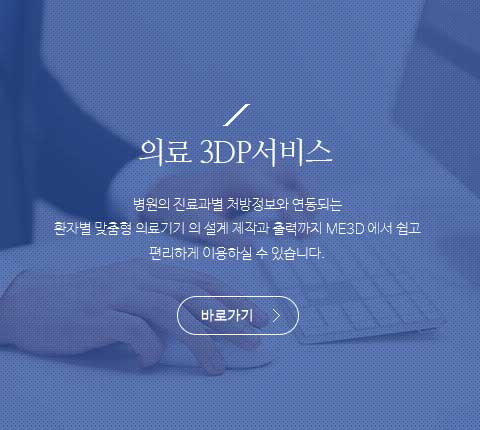 의료 3DP서비스
병원의 진료과별 처방정보와 연동되는
환자별 맞춤형 의료기기 의 설계 제작과 출력까지 ME3D 에서 쉽고
편리하게 이용하실 수 있습니다.
바로가기